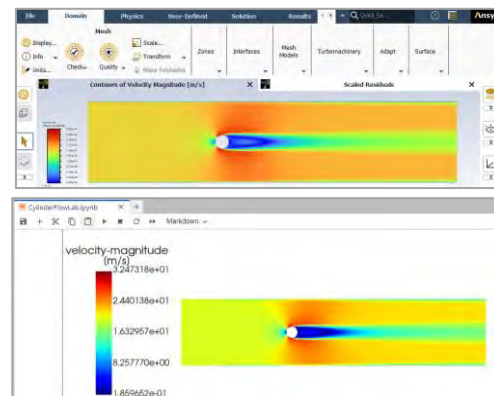 File Domain Physics User-Defined Solution Results Ansy
Mesh
Display... Scale... Zones Interfaces Mesh Models Turbomachinery Adapt Surface
Info Check Quality Transform
Units... Make Polyhedra
Contours of Velocity Magnitude [m/s] X Scaled Residuals X
CylinderFlowLab.ipynb X +
Markdown
velocity-magnitude
[m/s]
3.247318e+01
2.440138e+01
1.632957e+01
8.257770e+00
1.859652e-01